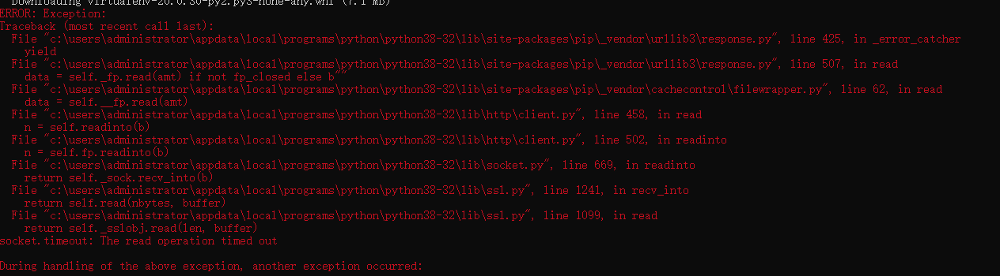 Downloading virtualenv-20.0.30-py2.py3-none-any.whl (7.1 MB)
ERROR: Exception:
Traceback (most recent call last):
  File "c:\users\administrator\appdata\local\programs\python\python38-32\lib\site-packages\pip\_vendor\urllib3\response.py", line 425, in _error_catcher
    yield
  File "c:\users\administrator\appdata\local\programs\python\python38-32\lib\site-packages\pip\_vendor\urllib3\response.py", line 507, in read
    data = self._fp.read(amt) if not fp_closed else b""
  File "c:\users\administrator\appdata\local\programs\python\python38-32\lib\site-packages\pip\_vendor\cachecontrol\filewrapper.py", line 62, in read
    data = self.__fp.read(amt)
  File "c:\users\administrator\appdata\local\programs\python\python38-32\lib\http\client.py", line 458, in read
    n = self.readinto(b)
  File "c:\users\administrator\appdata\local\programs\python\python38-32\lib\http\client.py", line 502, in readinto
    n = self.fp.readinto(b)
  File "c:\users\administrator\appdata\local\programs\python\python38-32\lib\socket.py", line 669, in readinto
    return self._sock.recv_into(b)
  File "c:\users\administrator\appdata\local\programs\python\python38-32\lib\ssl.py", line 1241, in recv_into
    return self.read(nbytes, buffer)
  File "c:\users\administrator\appdata\local\programs\python\python38-32\lib\ssl.py", line 1099, in read
    return self._sslobj.read(len, buffer)
socket.timeout: The read operation timed out

During handling of the above exception, another exception occurred: